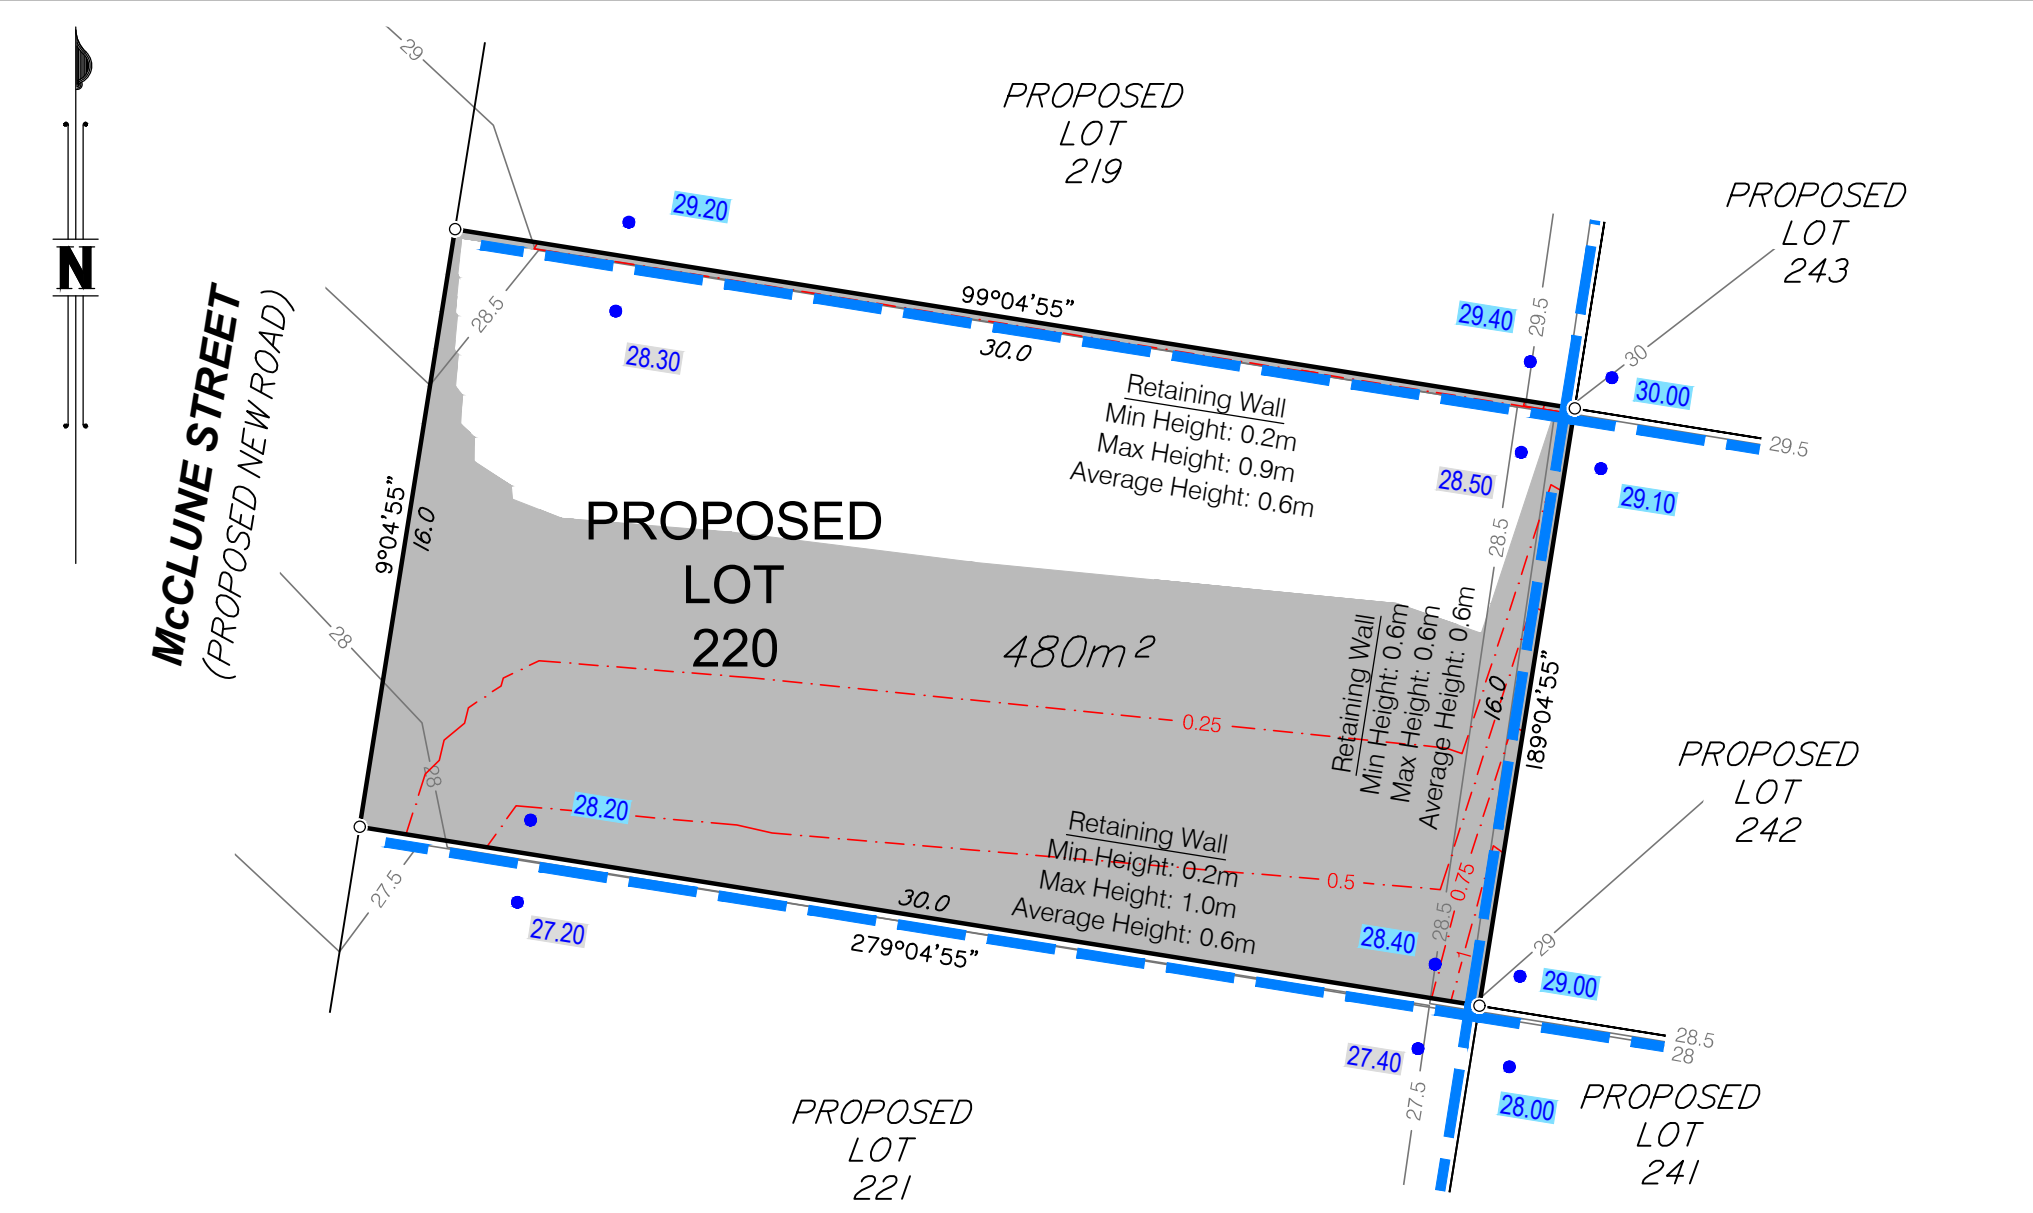 29
PROPOSED
LOT
219
29.20
PROPOSED
LOT
243
N
McCLUNE STREET
(PROPOSED NEW ROAD)
28.5
28.30
99°04'55"
30.0
29.40
29.5
30
30.00
29.5
Retaining Wall
Min Height: 0.2m
Max Height: 0.9m
Average Height: 0.6m
28.50
29.10
28.5
9°04'55"
16.0
PROPOSED
LOT
220
480m²
28
28
0.25
Retaining Wall
Min Height: 0.6m
Max Height: 0.6m
Average Height: 0.6m
16.0
189°04'55"
PROPOSED
LOT
242
28.20
27.5
27.20
Retaining Wall
Min Height: 0.2m
Max Height: 1.0m
Average Height: 0.6m
0.5
0.75
28.5
1
30.0
279°04'55"
28.40
29
29.00
28.5
28
27.40
27.5
28.00
PROPOSED
LOT
221
PROPOSED
LOT
241